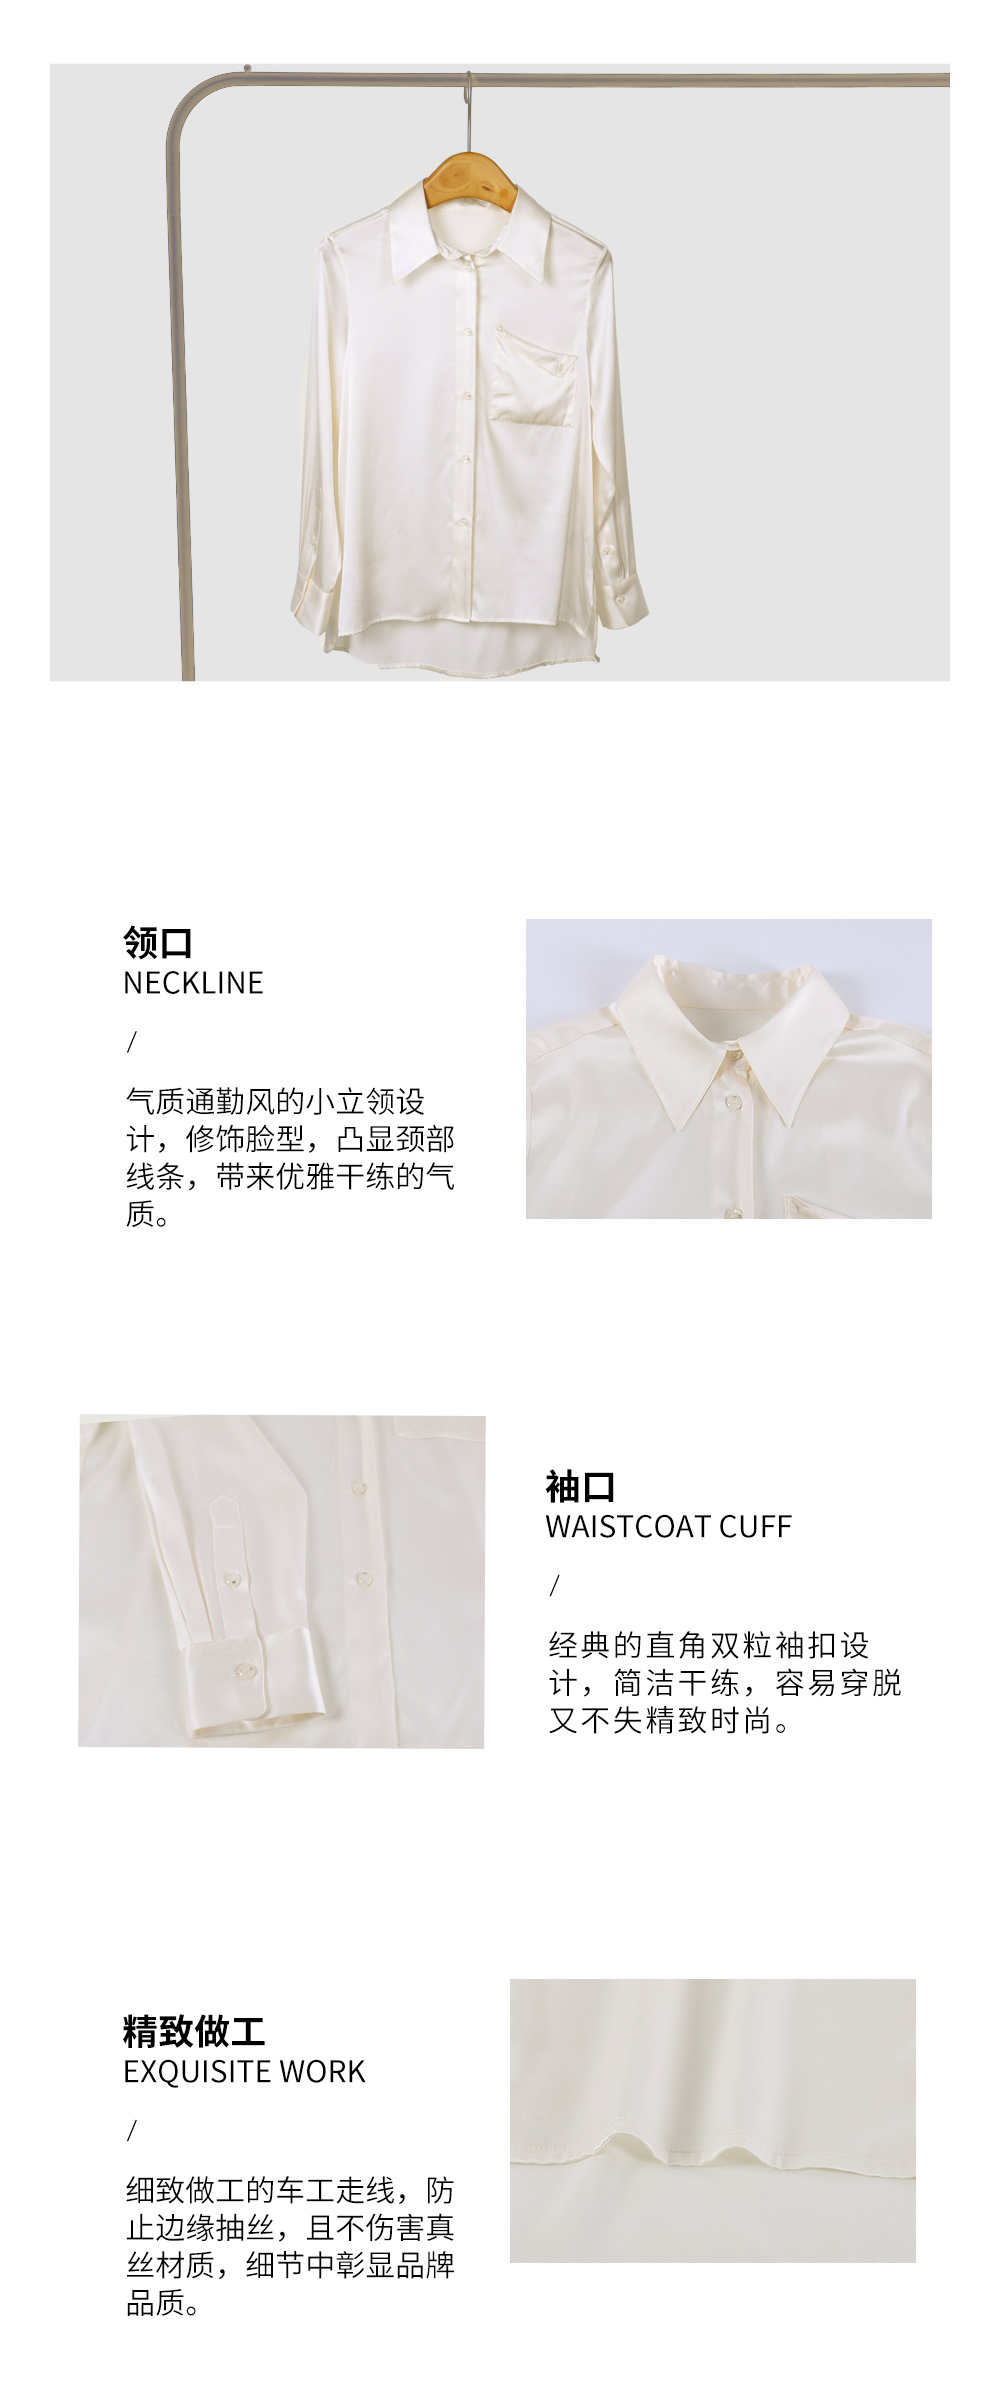 领口
NECKLINE
/
气质通勤风的小立领设
计，修饰脸型，凸显颈部
线条，带来优雅干练的气
质。
袖口
WAISTCOAT CUFF
/
经典的直角双粒袖扣设
计，简洁干练，容易穿脱
又不失精致时尚。
精致做工
EXQUISITE WORK
/
细致做工的车工走线，防
止边缘抽丝，且不伤害真
丝材质，细节中彰显品牌
品质。